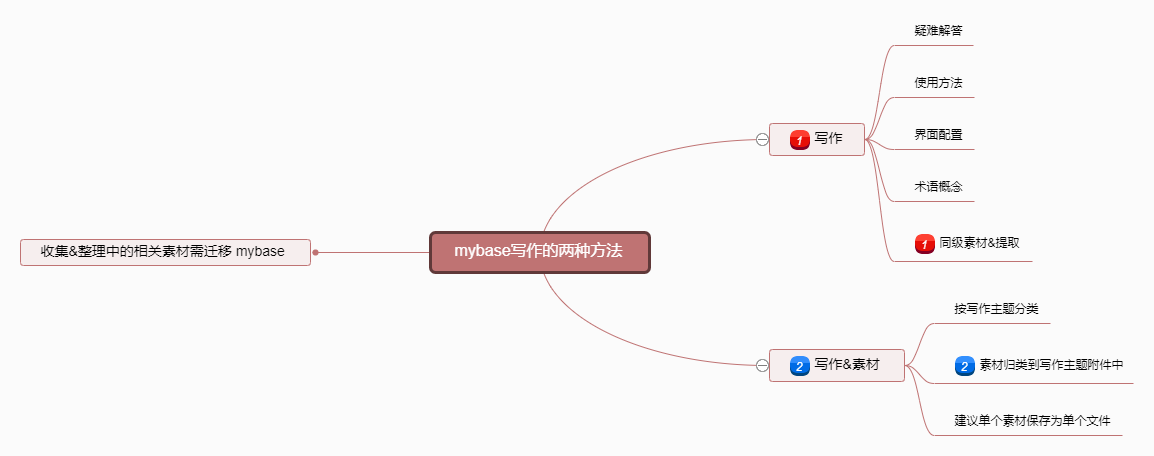 mybase写作的两种方法
收集&整理中的相关素材需迁移 mybase
1 写作
疑难解答
使用方法
界面配置
术语概念
1 同级素材&提取
2 写作&素材
按写作主题分类
2 素材归类到写作主题附件中
建议单个素材保存为单个文件